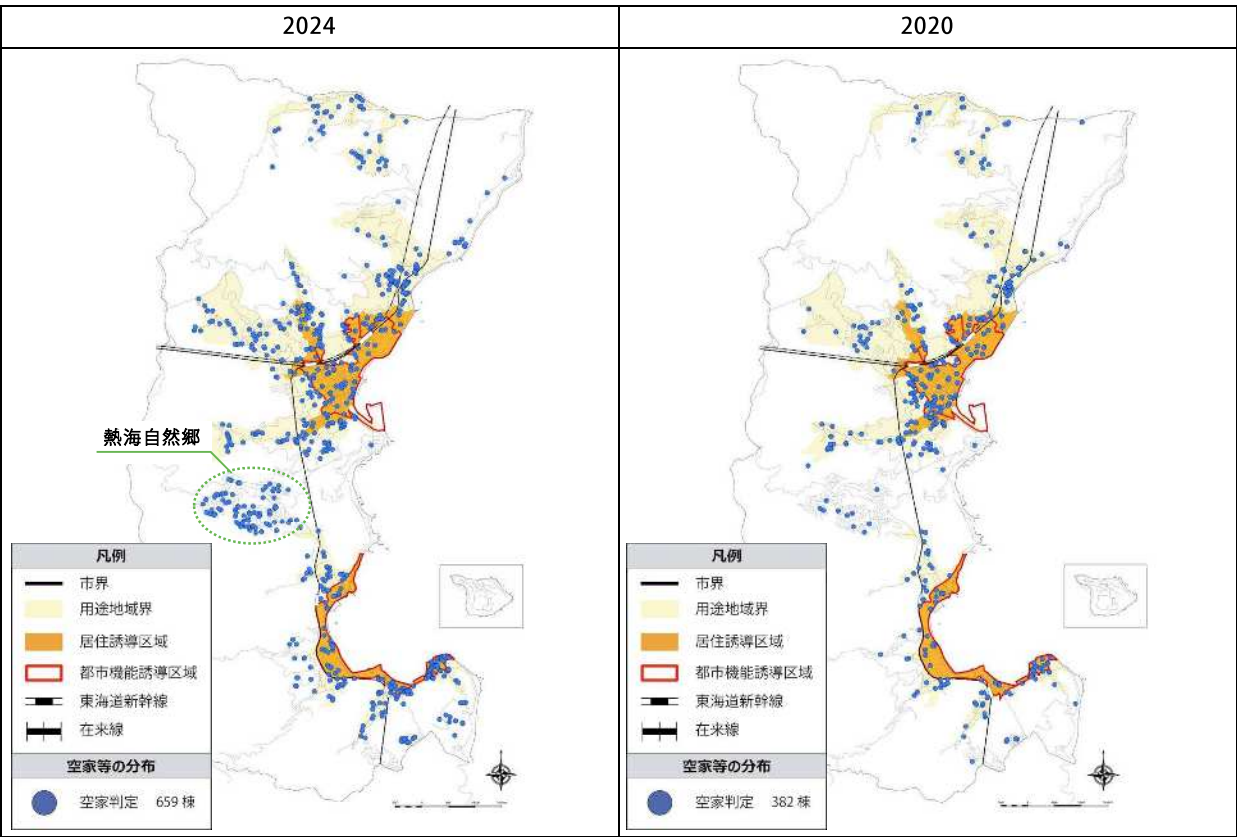 2024
2020
熱海自然郷
凡例
市界
用途地域界
居住誘導区域
都市機能誘導区域
東海道新幹線
在来線
空家等の分布
空家判定 659 棟
凡例
市界
用途地域界
居住誘導区域
都市機能誘導区域
東海道新幹線
在来線
空家等の分布
空家判定 382 棟